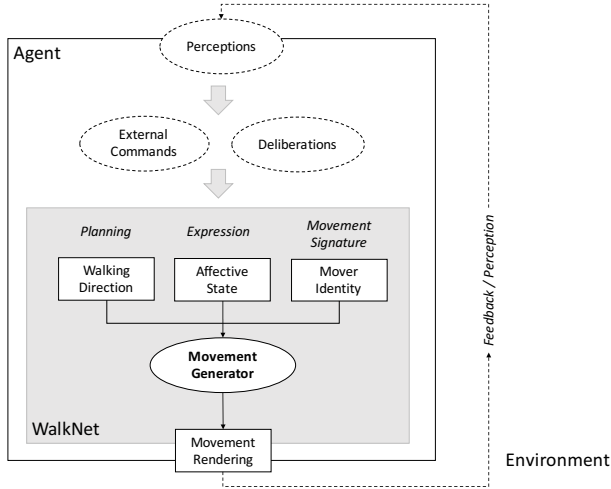 Perceptions
Agent
External
Commands
Deliberations
Planning
Expression
Movement
Signature
Walking
Direction
Affective
State
Mover
Identity
Movement
Generator
WalkNet
Movement
Rendering
Feedback / Perception
Environment